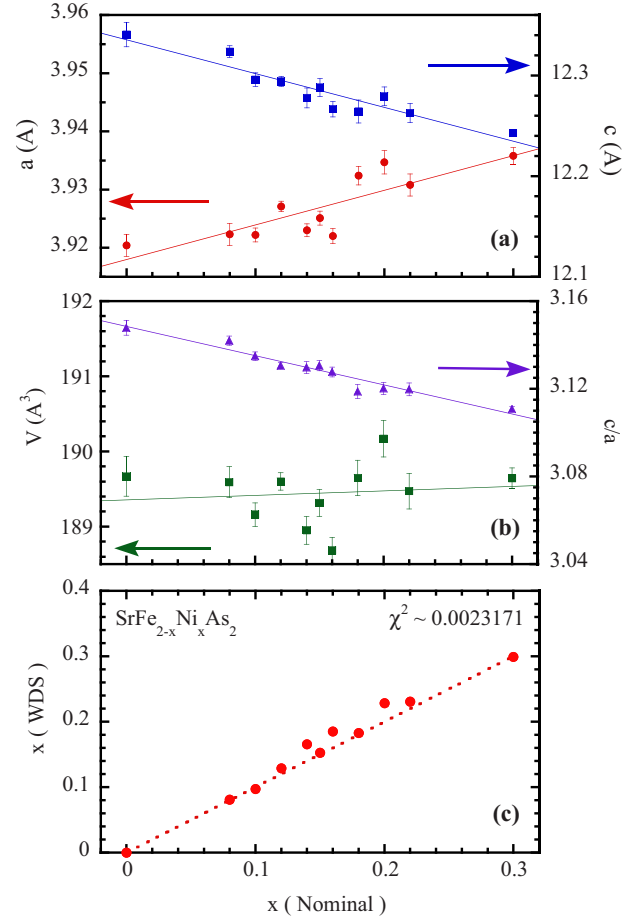 3.96
3.95
3.94
3.93
3.92
a (A)
12.3
12.2
12.1
c (A)
(a)
192
191
190
189
V (A³)
3.16
3.12
3.08
3.04
c/a
(b)
0.4
0.3
0.2
0.1
0
x ( WDS )
SrFe₂₋ₓNiₓAs₂
χ² ~ 0.0023171
(c)
0 0.1 0.2 0.3
x ( Nominal )